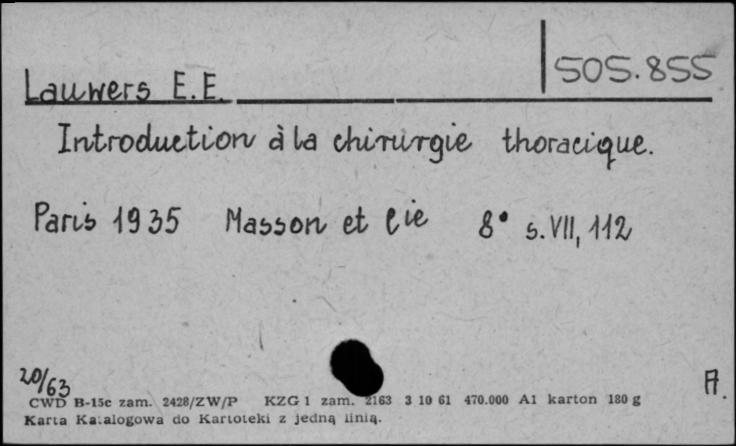 505.855
Lauwers E.E.
Introduction à la chirurgie thoracique.
Paris 1935 Masson et Cie 8° s. VII, 112
20/63
A.
CWD B-15c zam. 2428/ZW/P KZG 1 zam. 2163 3 10 61 470.000 A1 karton 180 g
Karta Katalogowa do Kartoteki z jedną linią.